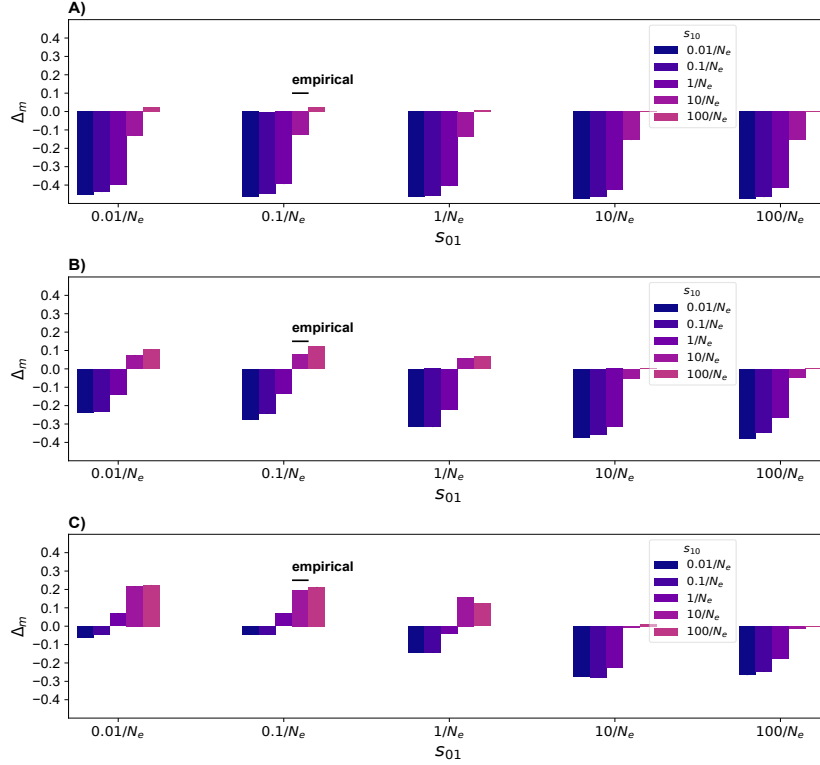 A)
0.4
0.3
0.2
0.1
0.0
−0.1
−0.2
−0.3
−0.4
Δm
empirical
s10
0.01/Ne
0.1/Ne
1/Ne
10/Ne
100/Ne
0.01/Ne 0.1/Ne 1/Ne 10/Ne 100/Ne
s01
B)
0.4
0.3
0.2
0.1
0.0
−0.1
−0.2
−0.3
−0.4
Δm
empirical
s10
0.01/Ne
0.1/Ne
1/Ne
10/Ne
100/Ne
0.01/Ne 0.1/Ne 1/Ne 10/Ne 100/Ne
s01
C)
0.4
0.3
0.2
0.1
0.0
−0.1
−0.2
−0.3
−0.4
Δm
empirical
s10
0.01/Ne
0.1/Ne
1/Ne
10/Ne
100/Ne
0.01/Ne 0.1/Ne 1/Ne 10/Ne 100/Ne
s01